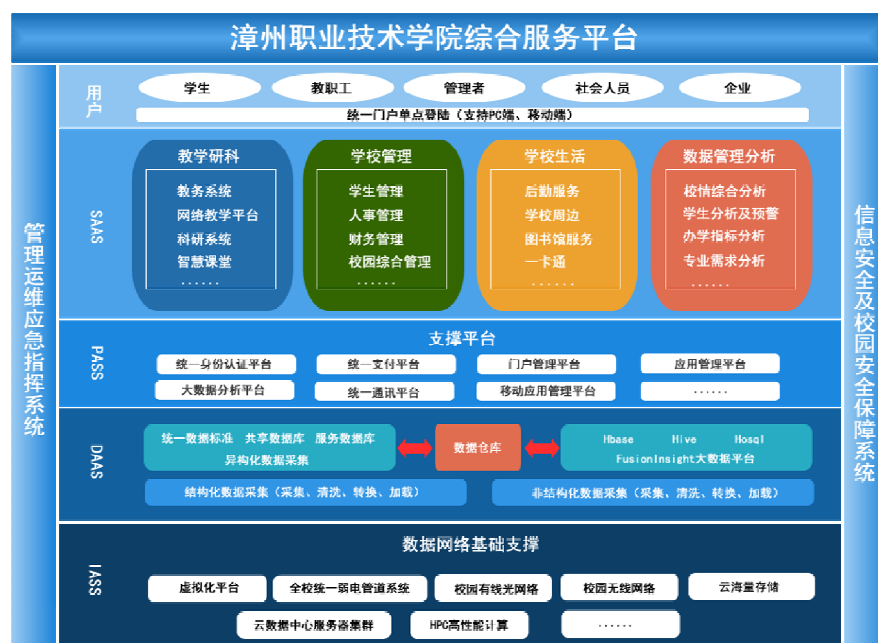 漳州职业技术学院综合服务平台
管理运维应急指挥系统
信息安全及校园安全保障系统
用户
学生 教职工 管理者 社会人员 企业
统一门户单点登陆（支持PC端、移动端）
SAAS
教学研科
教务系统
网络教学平台
科研系统
智慧课堂
......
学校管理
学生管理
人事管理
财务管理
校园综合管理
......
学校生活
后勤服务
学校周边
图书馆服务
一卡通
......
数据管理分析
校情综合分析
学生分析及预警
办学指标分析
专业需求分析
......
PASS
支撑平台
统一身份认证平台 统一支付平台 门户管理平台 应用管理平台
大数据分析平台 统一通讯平台 移动应用管理平台 ......
DAAS
统一数据标准 共享数据库 服务数据库
异构化数据采集
数据仓库
Hbase Hive Hosql
FusionInsight大数据平台
结构化数据采集（采集、清洗、转换、加载）
非结构化数据采集（采集、清洗、转换、加载）
IASS
数据网络基础支撑
虚拟化平台 全校统一弱电管道系统 校园有线光网络 校园无线网络 云海量存储
云数据中心服务器集群 HPC高性能计算 ......